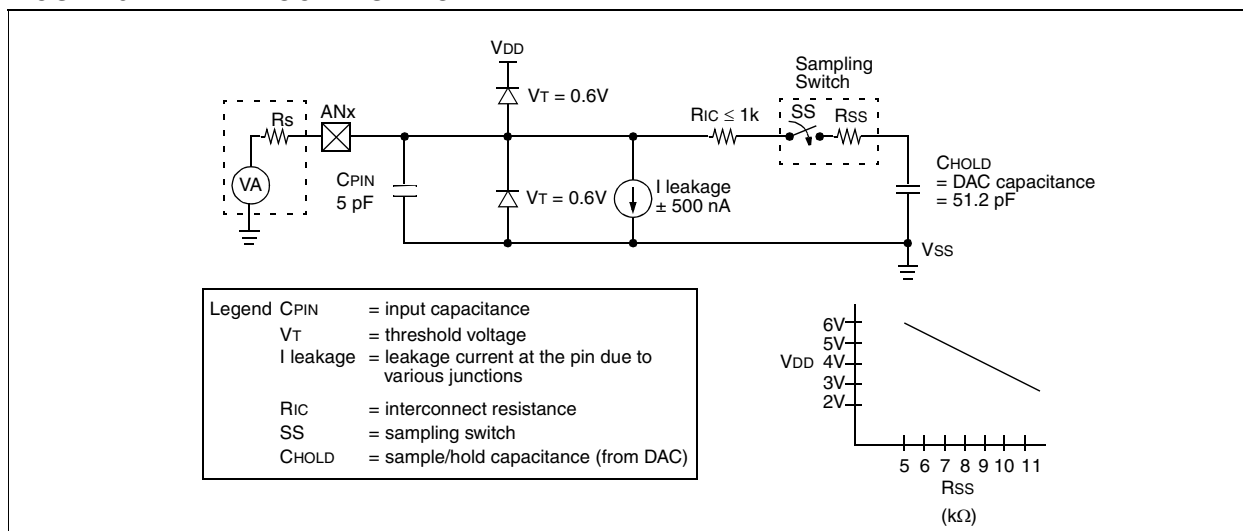 VDD
Sampling
Switch
VT = 0.6V
ANx
RIC ≤ 1k
SS
RSS
Rs
CHOLD
= DAC capacitance
= 51.2 pF
VA
CPIN
5 pF
VT = 0.6V
I leakage
± 500 nA
VSS
Legend CPIN = input capacitance
VT = threshold voltage
I leakage = leakage current at the pin due to
various junctions
RIC = interconnect resistance
SS = sampling switch
CHOLD = sample/hold capacitance (from DAC)
6V
5V
VDD 4V
3V
2V
5 6 7 8 9 10 11
RSS
(kΩ)